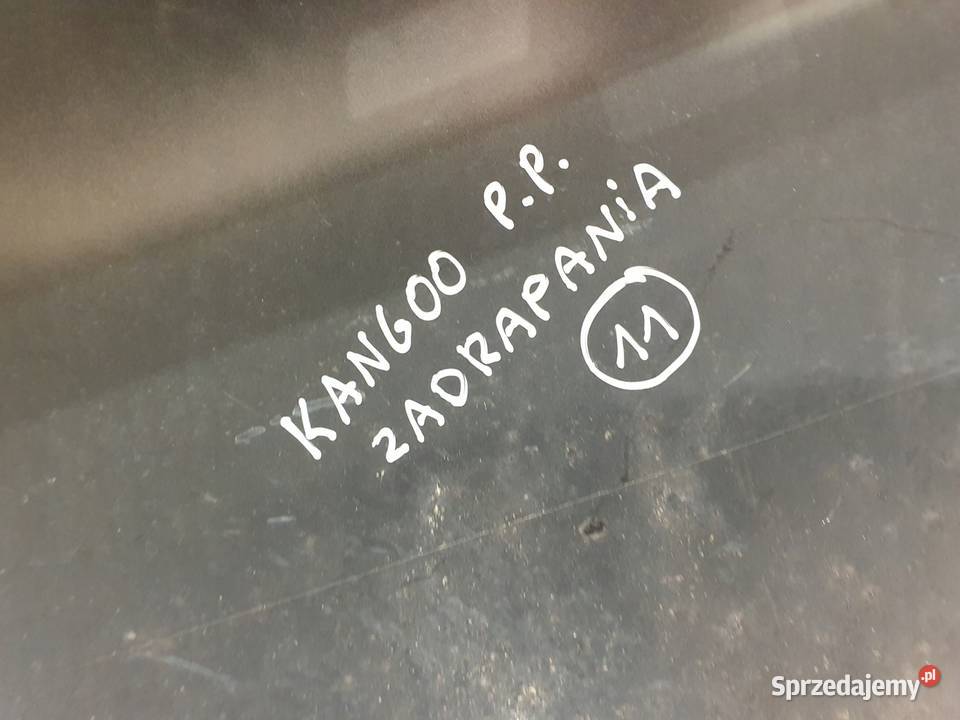 KANGOO P.P.
ZADRAPANiA
11
Sprzedajemy.pl